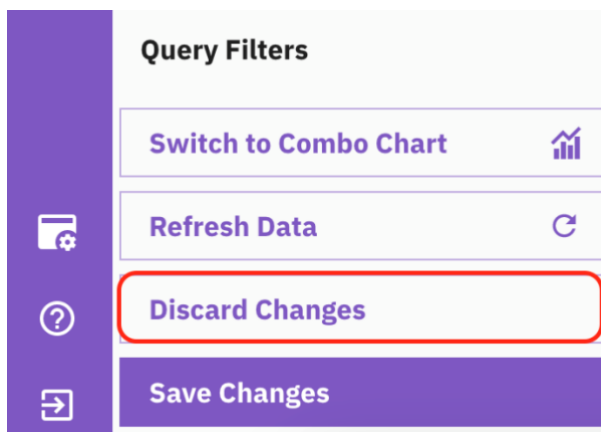 Query Filters
Switch to Combo Chart
Refresh Data
Discard Changes
Save Changes